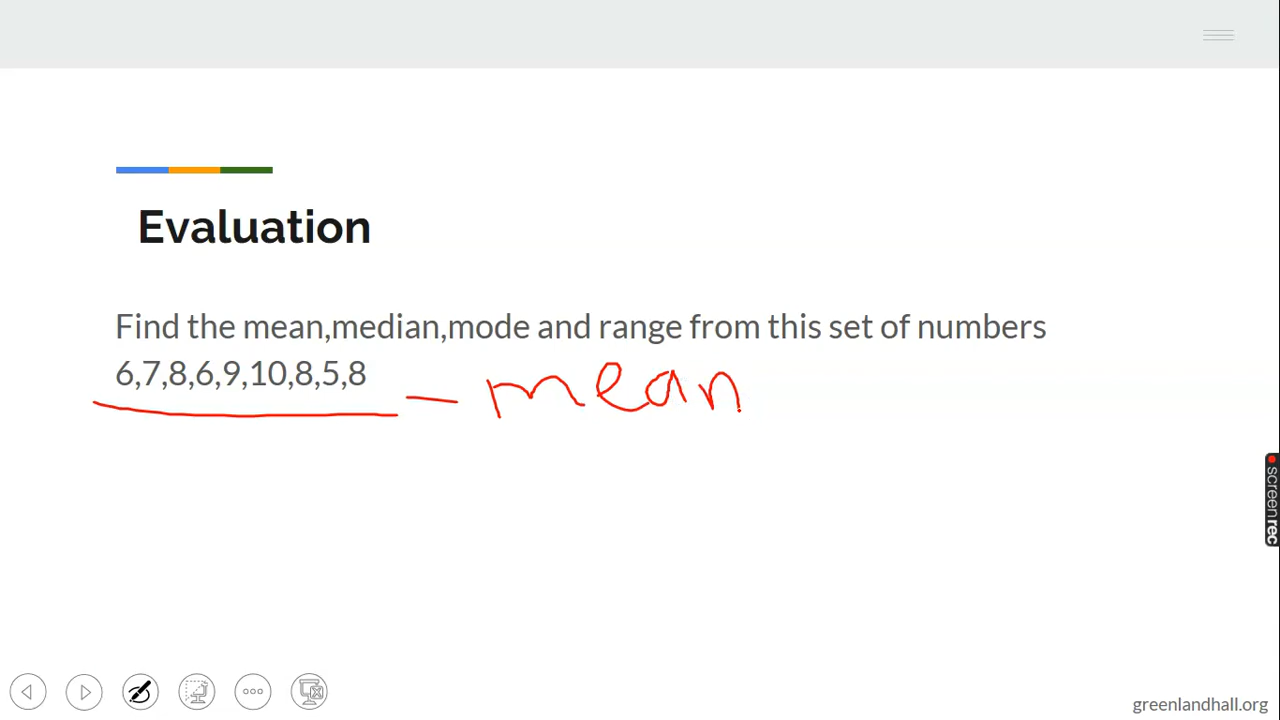 Evaluation
Find the mean,median,mode and range from this set of numbers
6,7,8,6,9,10,8,5,8 – mean
screenrec
greenlandhall.org